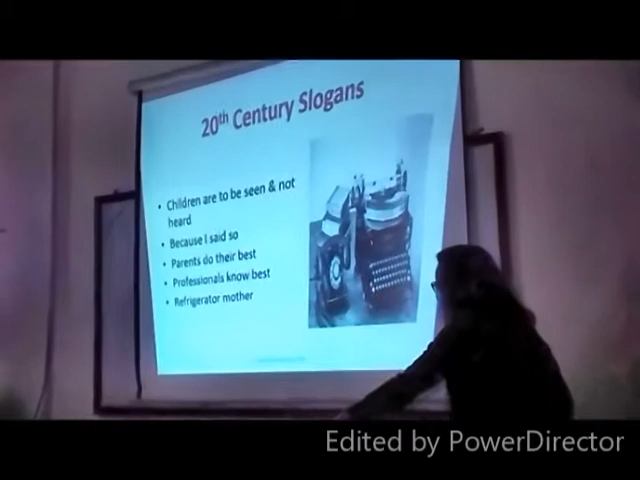 20th Century Slogans
• Children are to be seen & not
heard
• Because I said so
• Parents do their best
• Professionals know best
• Refrigerator mother
Edited by PowerDirector